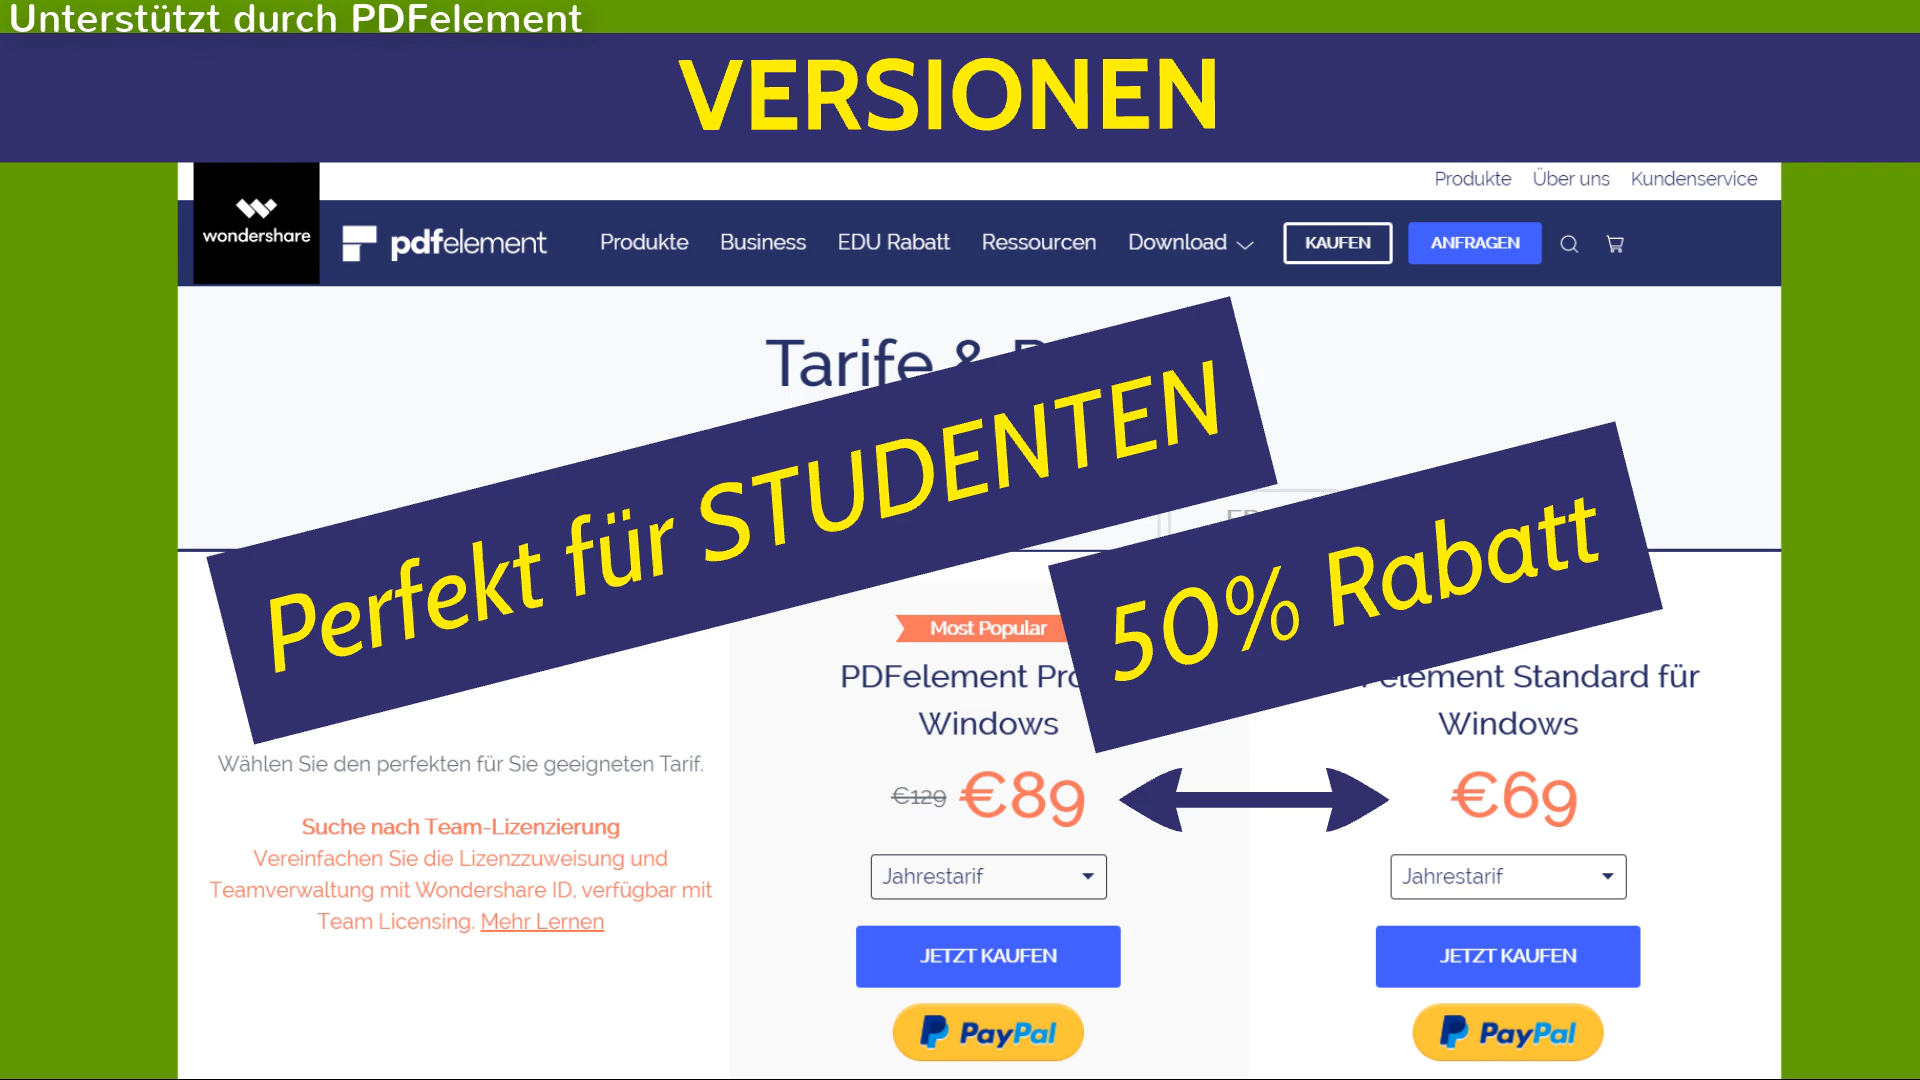 Unterstützt durch PDFelement
VERSIONEN
Produkte Über uns Kundenservice
wondershare
pdfelement Produkte Business EDU Rabatt Ressourcen Download KAUFEN ANFRAGEN
Tarife &
Perfekt für STUDENTEN
50% Rabatt
Most Popular
PDFelement
Windows
element Standard für
Windows
Wählen Sie den perfekten für Sie geeigneten Tarif.
€129 €89
€69
Suche nach Team-Lizenzierung
Vereinfachen Sie die Lizenzzuweisung und
Teamverwaltung mit Wondershare ID, verfügbar mit
Team Licensing. Mehr Lernen
Jahrestarif
Jahrestarif
JETZT KAUFEN
JETZT KAUFEN
PayPal
PayPal